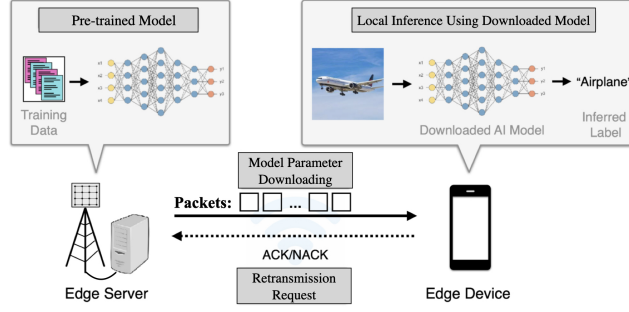 Pre-trained Model
Local Inference Using Downloaded Model
Training
Data
"Airplane"
Downloaded AI Model
Inferred
Label
Model Parameter
Downloading
Packets:
...
ACK/NACK
Retransmission
Request
Edge Server
Edge Device